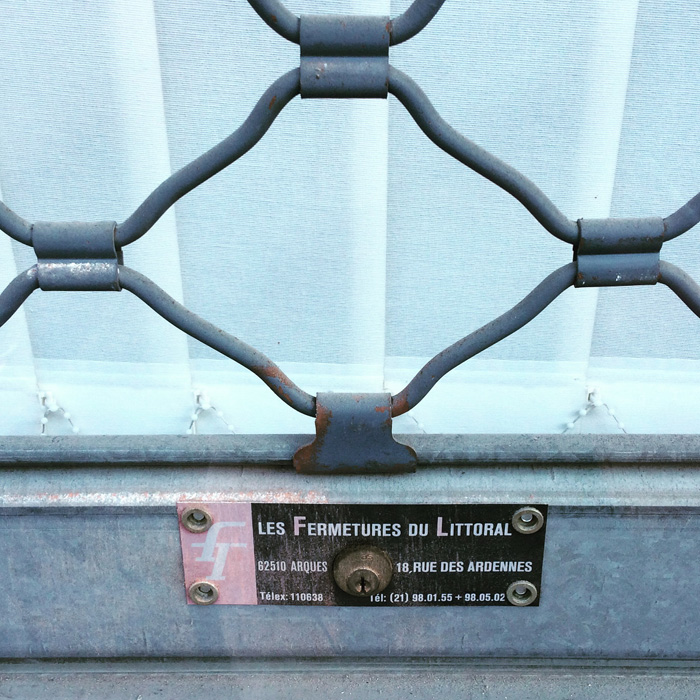 LES FERMETURES DU LITTORAL
62510 ARQUES 18, RUE DES ARDENNES
Télex: 110638 Tél: (21) 98.01.55 + 98.05.02